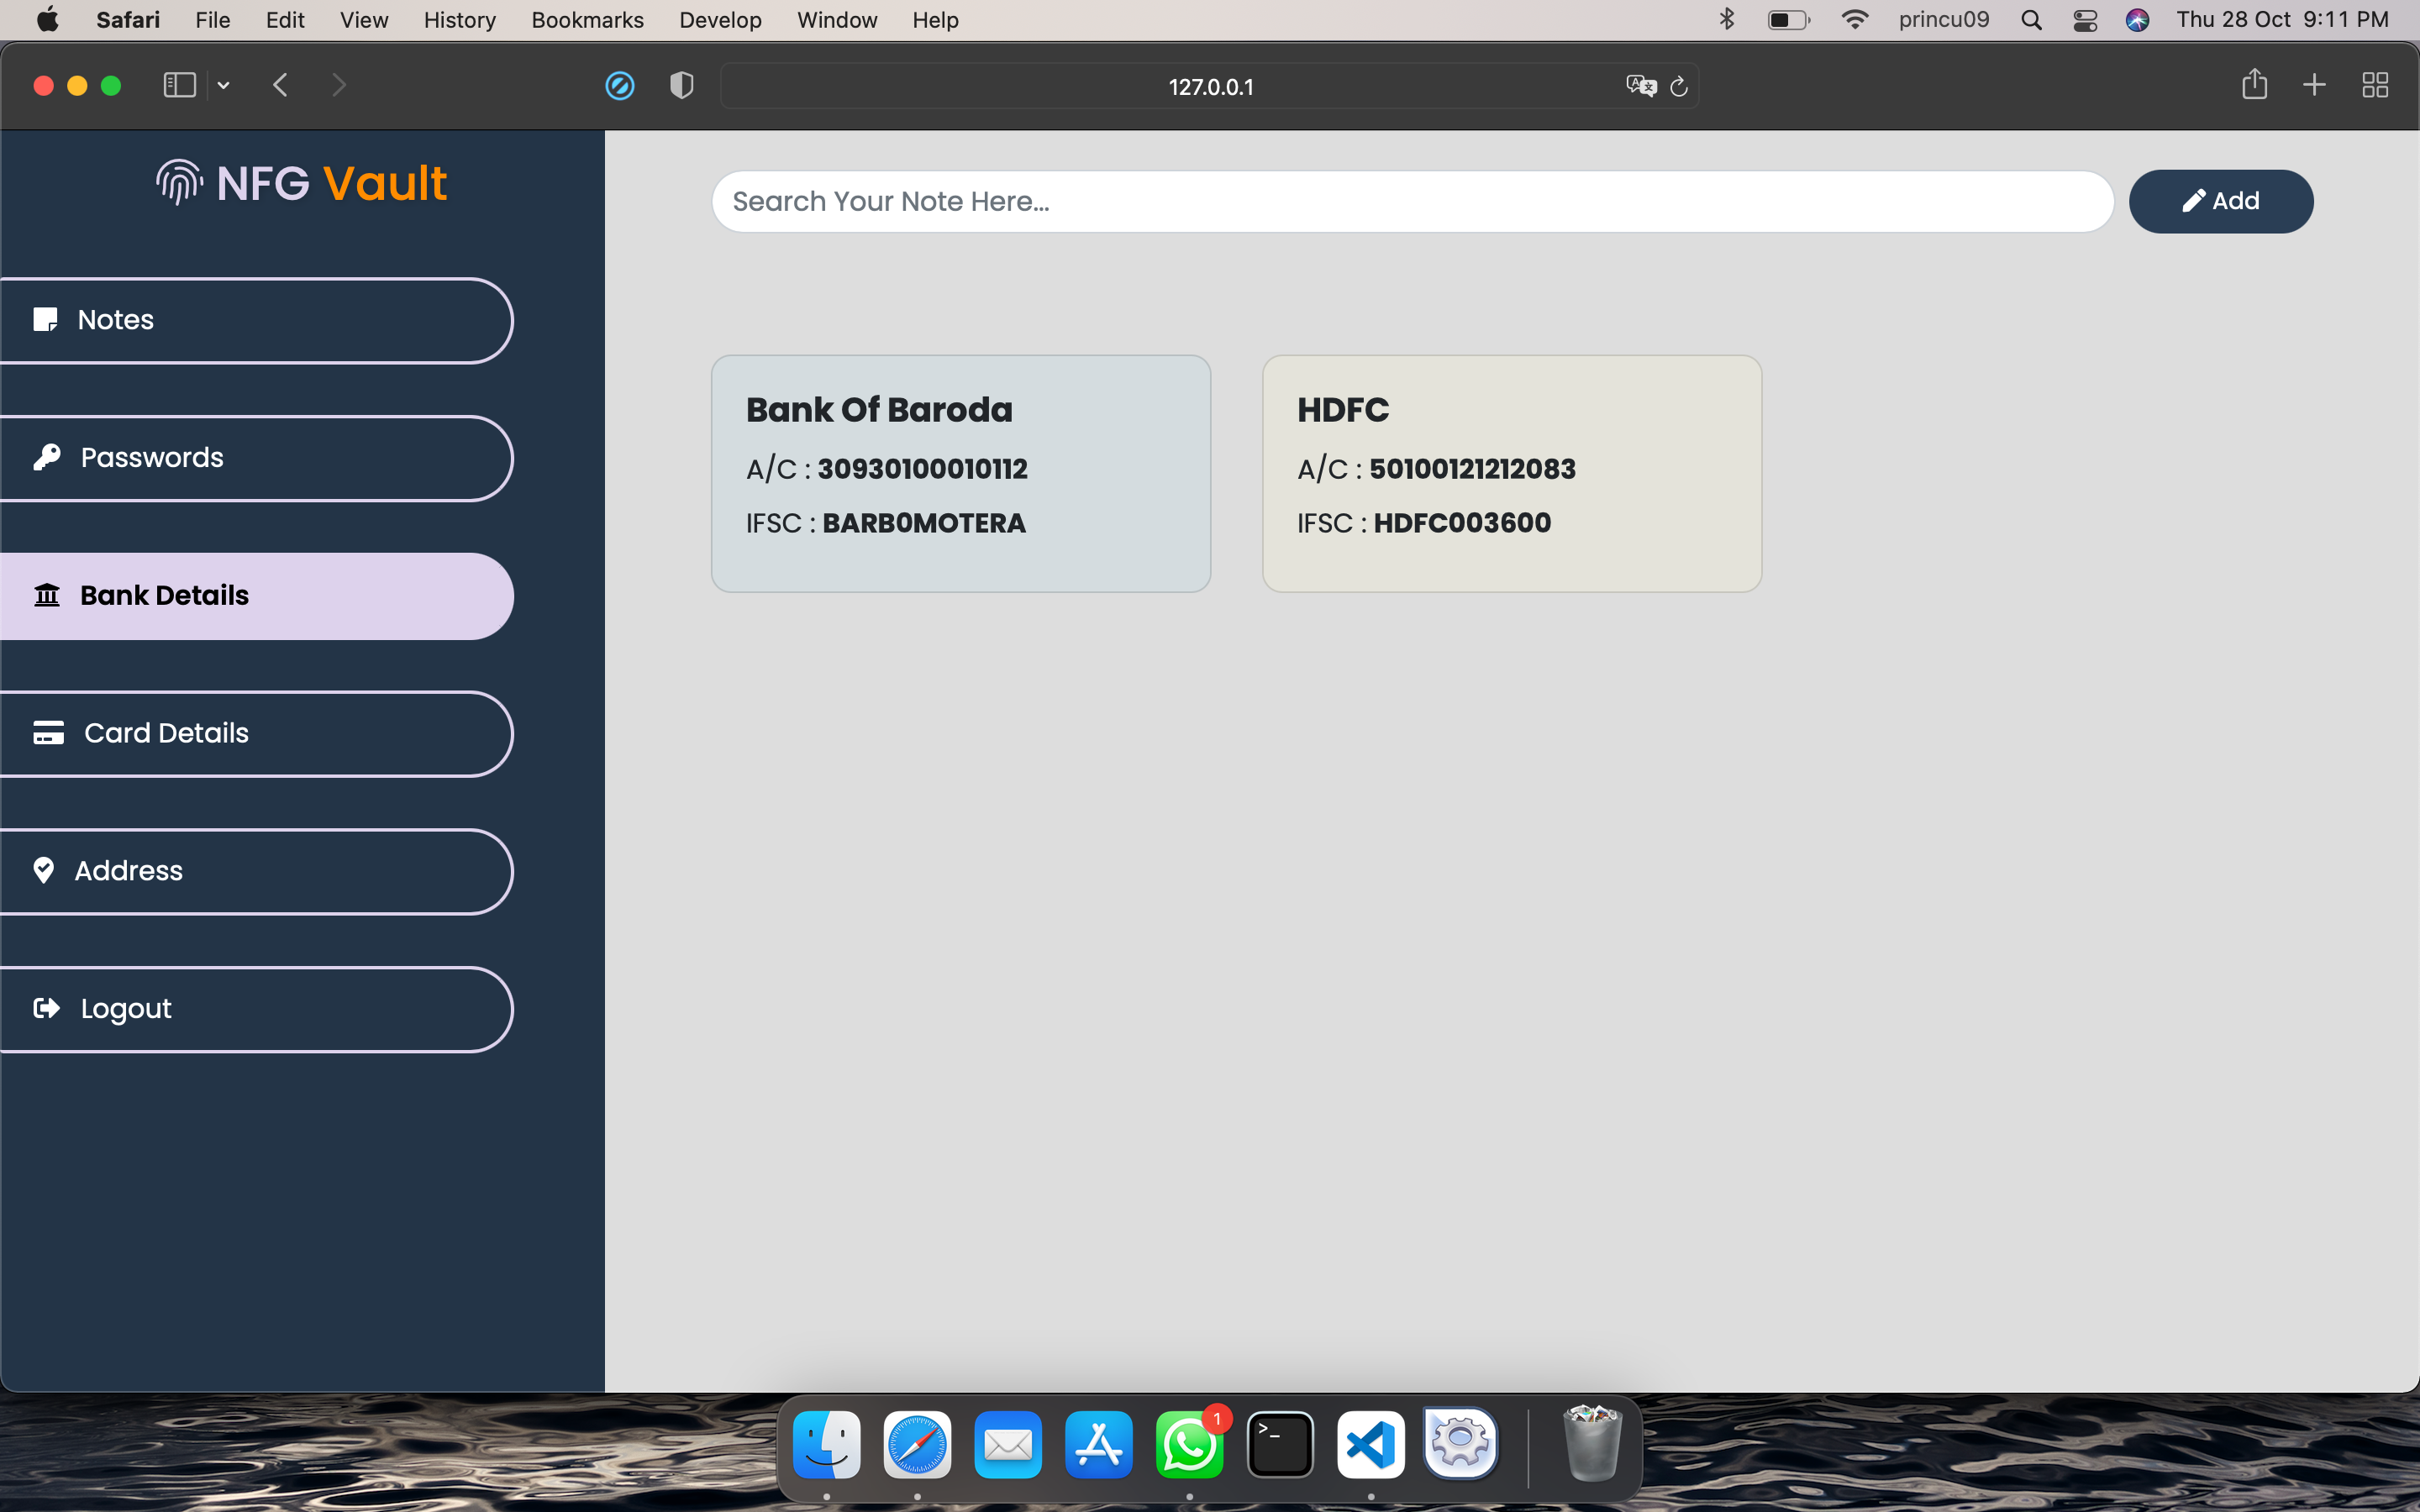 Safari File Edit View History Bookmarks Develop Window Help princu09 Thu 28 Oct 9:11 PM
127.0.0.1
NFG Vault
Search Your Note Here...
Add
Notes
Passwords
Bank Details
Card Details
Address
Logout
Bank Of Baroda
A/C : 30930100010112
IFSC : BARB0MOTERA
HDFC
A/C : 50100121212083
IFSC : HDFC003600
1